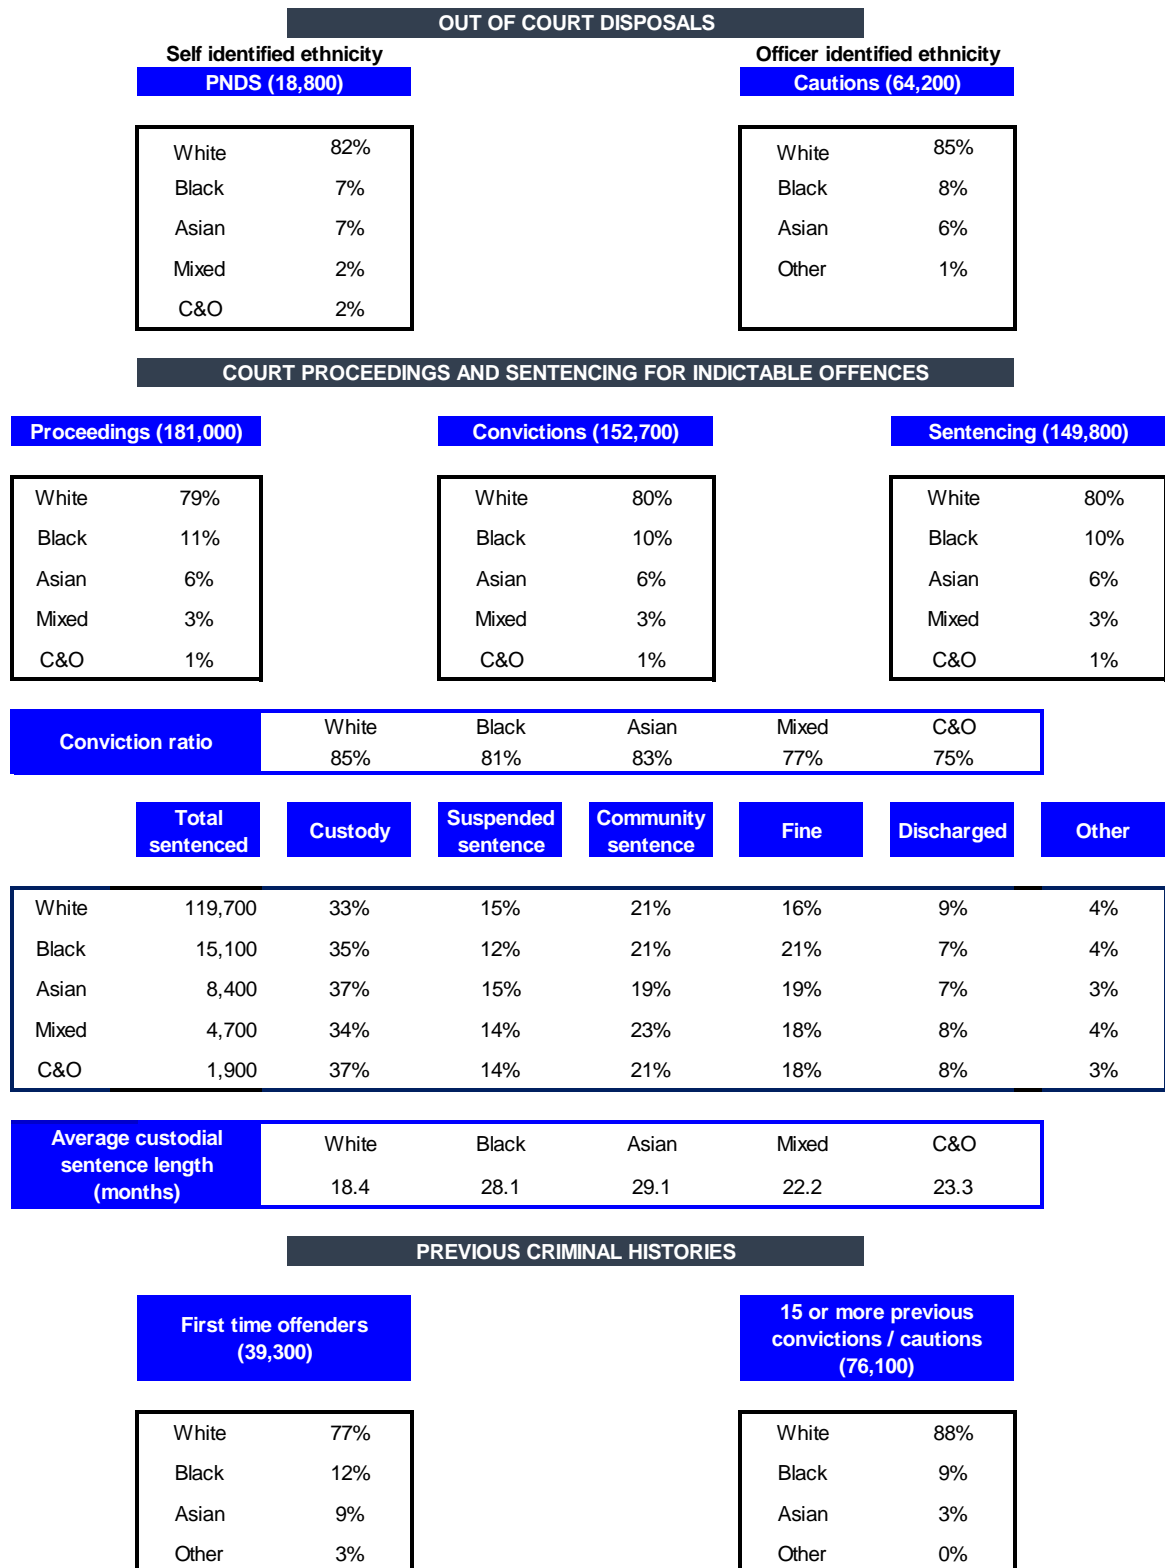 OUT OF COURT DISPOSALS
Self identified ethnicity Officer identified ethnicity
PNDS (18,800) Cautions (64,200)
White 82% White 85%
Black 7% Black 8%
Asian 7% Asian 6%
Mixed 2% Other 1%
C&O 2%
COURT PROCEEDINGS AND SENTENCING FOR INDICTABLE OFFENCES
Proceedings (181,000) Convictions (152,700) Sentencing (149,800)
White 79% White 80% White 80%
Black 11% Black 10% Black 10%
Asian 6% Asian 6% Asian 6%
Mixed 3% Mixed 3% Mixed 3%
C&O 1% C&O 1% C&O 1%
Conviction ratio
White Black Asian Mixed C&O
85% 81% 83% 77% 75%
Total sentenced Custody Suspended sentence Community sentence Fine Discharged Other
White 119,700 33% 15% 21% 16% 9% 4%
Black 15,100 35% 12% 21% 21% 7% 4%
Asian 8,400 37% 15% 19% 19% 7% 3%
Mixed 4,700 34% 14% 23% 18% 8% 4%
C&O 1,900 37% 14% 21% 18% 8% 3%
Average custodial
sentence length
(months)
White Black Asian Mixed C&O
18.4 28.1 29.1 22.2 23.3
PREVIOUS CRIMINAL HISTORIES
First time offenders
(39,300)
15 or more previous
convictions / cautions
(76,100)
White 77% White 88%
Black 12% Black 9%
Asian 9% Asian 3%
Other 3% Other 0%